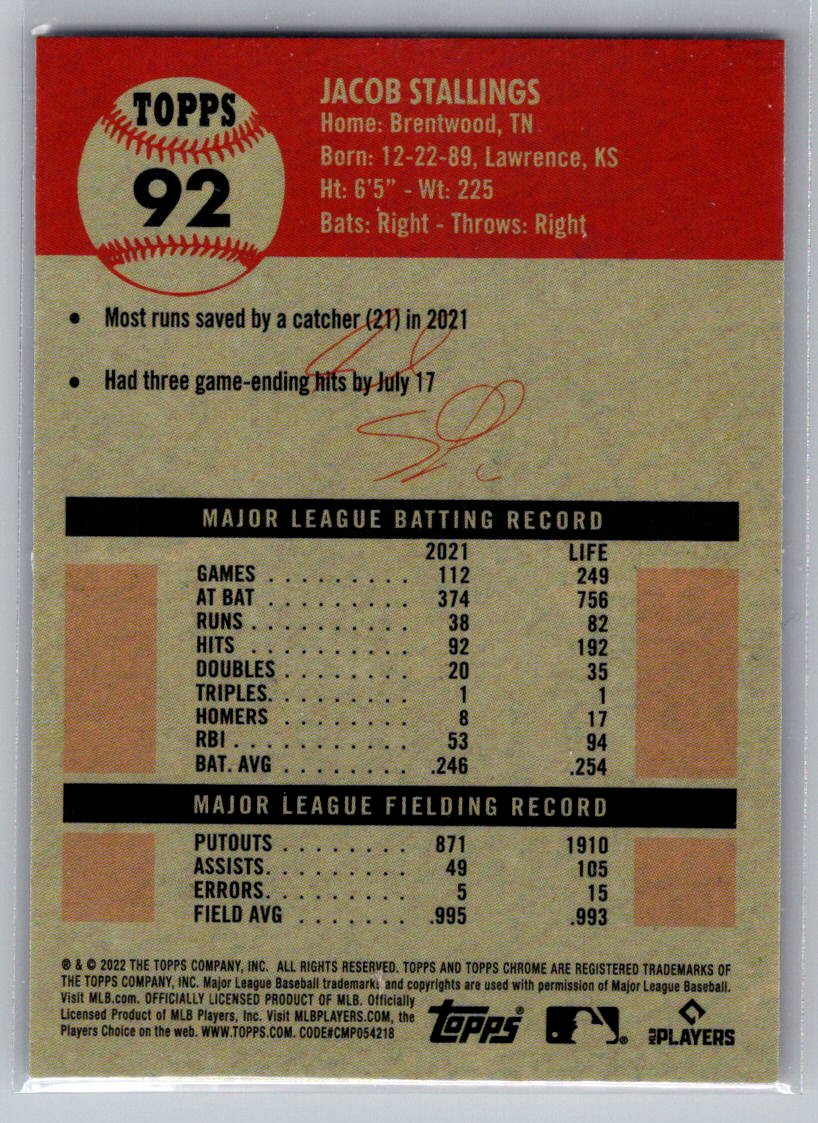 TOPPS
92
JACOB STALLINGS
Home: Brentwood, TN
Born: 12-22-89, Lawrence, KS
Ht: 6'5" - Wt: 225
Bats: Right - Throws: Right
• Most runs saved by a catcher (21) in 2021
• Had three game-ending hits by July 17
MAJOR LEAGUE BATTING RECORD
2021 LIFE
GAMES . . . . . . . . . 112 249
AT BAT . . . . . . . . . 374 756
RUNS . . . . . . . . . . 38 82
HITS . . . . . . . . . . 92 192
DOUBLES . . . . . . . . 20 35
TRIPLES. . . . . . . . . 1 1
HOMERS . . . . . . . . 8 17
RBI . . . . . . . . . . . 53 94
BAT. AVG . . . . . . . . .246 .254
MAJOR LEAGUE FIELDING RECORD
PUTOUTS . . . . . . . . 871 1910
ASSISTS. . . . . . . . . 49 105
ERRORS. . . . . . . . . 5 15
FIELD AVG . . . . . . . .995 .993
® & © 2022 THE TOPPS COMPANY, INC. ALL RIGHTS RESERVED. TOPPS AND TOPPS CHROME ARE REGISTERED TRADEMARKS OF
THE TOPPS COMPANY, INC. Major League Baseball trademarks and copyrights are used with permission of Major League Baseball.
Visit MLB.com. OFFICIALLY LICENSED PRODUCT OF MLB. Officially
Licensed Product of MLB Players, Inc. Visit MLBPLAYERS.COM, the
Players Choice on the web. WWW.TOPPS.COM. CODE#CMP054218
topps®
MLB PLAYERS